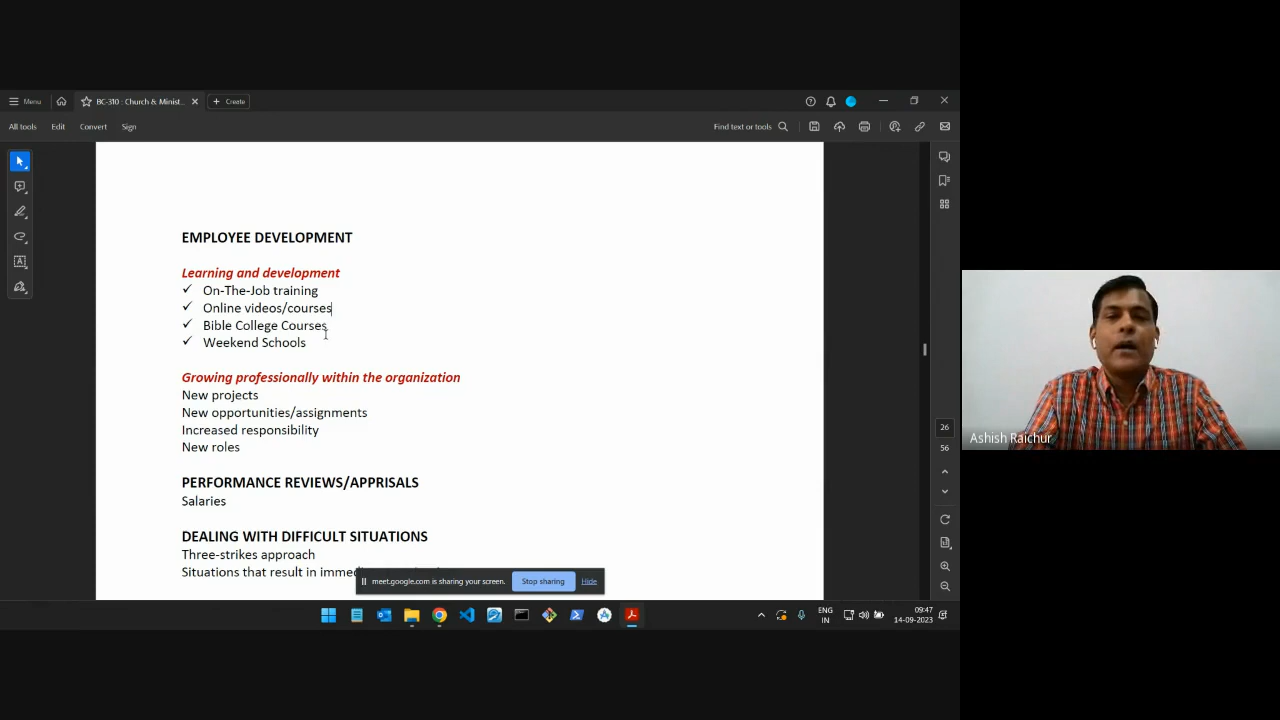 Menu
BC-310 : Church & Minist...
Create
All tools
Edit
Convert
Sign
Find text or tools
EMPLOYEE DEVELOPMENT
Learning and development
✓ On-The-Job training
✓ Online videos/courses
✓ Bible College Courses
✓ Weekend Schools
Growing professionally within the organization
New projects
New opportunities/assignments
Increased responsibility
New roles
PERFORMANCE REVIEWS/APPRISALS
Salaries
DEALING WITH DIFFICULT SITUATIONS
Three-strikes approach
Situations that result in
meet.google.com is sharing your screen.
Stop sharing
Hide
26
56
ENG
IN
09:47
14-09-2023
Ashish Raichur